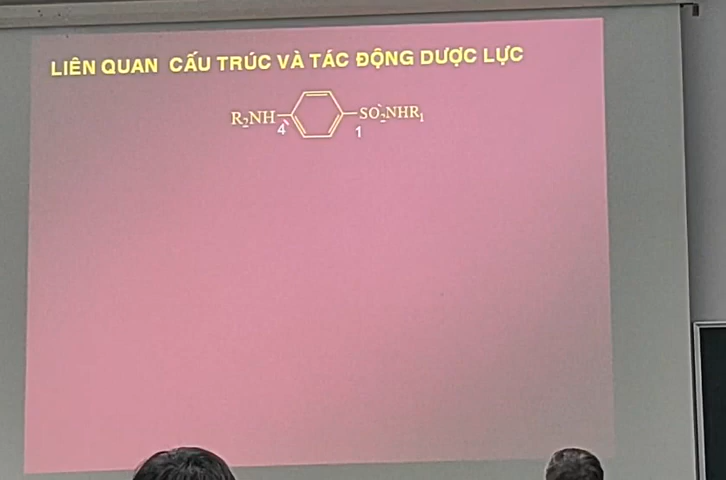 LIÊN QUAN CẤU TRÚC VÀ TÁC ĐỘNG DƯỢC LỰC
R₂NH SO₂NHR₁
4 1